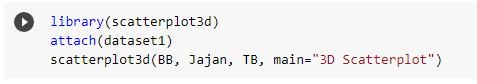 library(scatterplot3d)
attach(dataset1)
scatterplot3d(BB, Jajan, TB, main="3D Scatterplot")